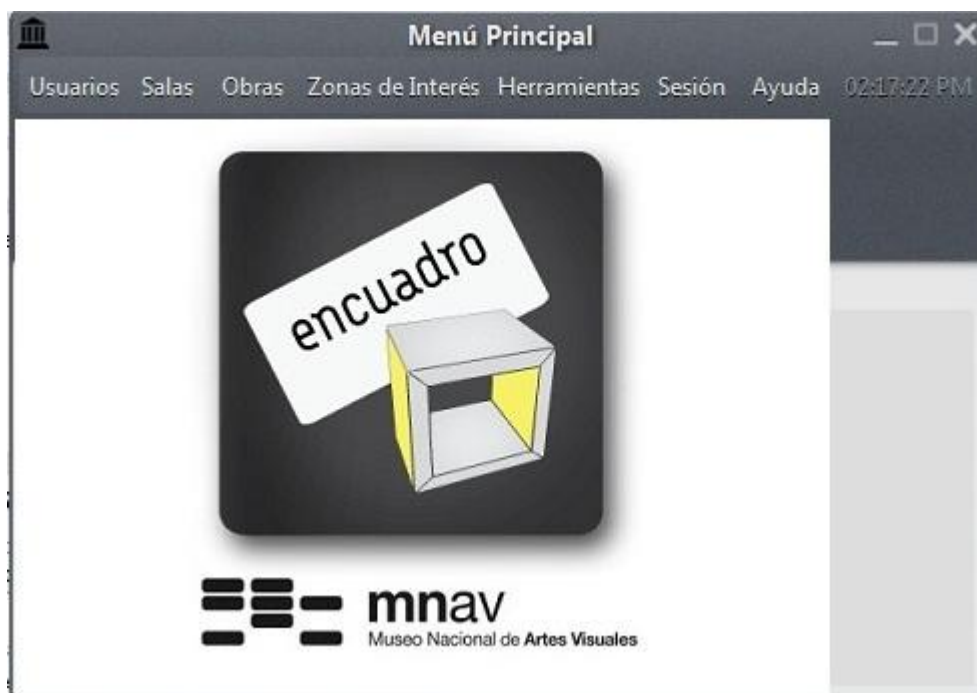 Menú Principal
Usuarios Salas Obras Zonas de Interés Herramientas Sesión Ayuda 02:17:22 PM
encuadro
mnav
Museo Nacional de Artes Visuales